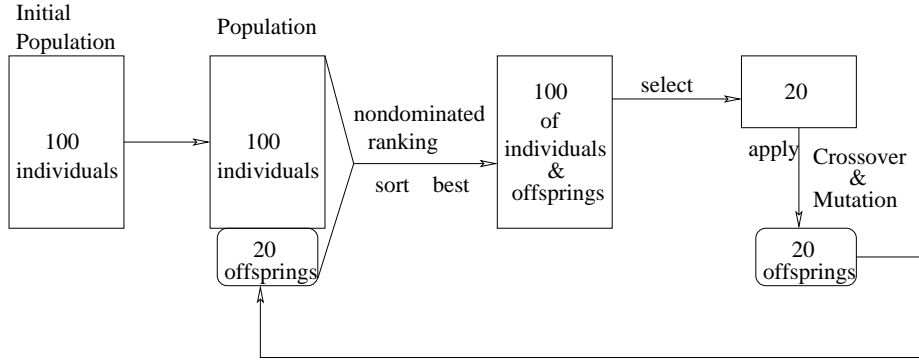 Initial
Population
100
individuals
Population
100
individuals
20
offsprings
nondominated
ranking
sort best
100
of
individuals
&
offsprings
select
20
apply
Crossover
&
Mutation
20
offsprings